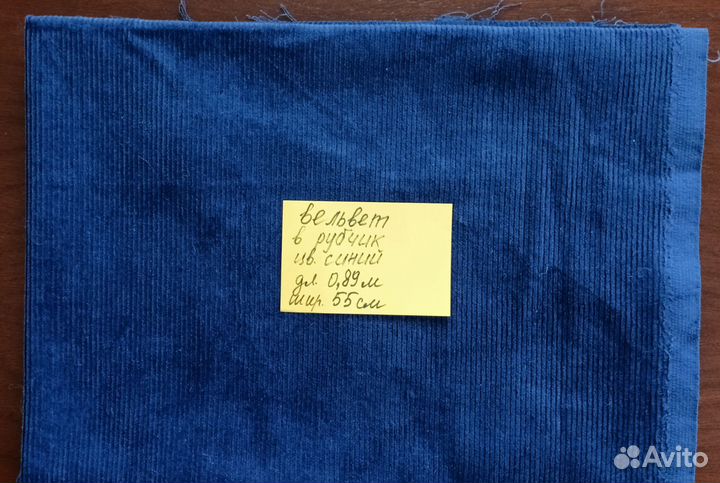 вельвет
в рубчик
цв. синий
дл. 0,89 м
шир. 55 см
Avito